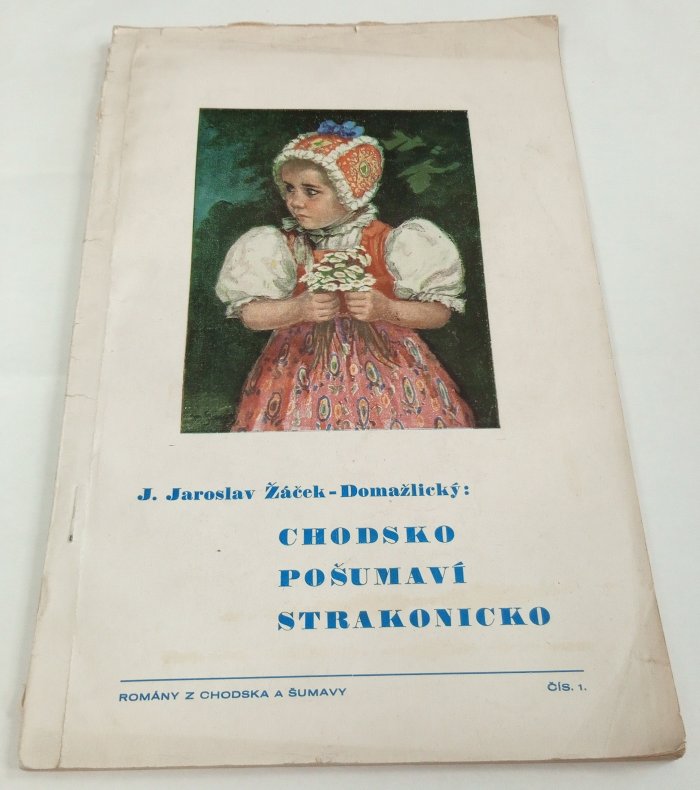 J. Jaroslav Žáček-Domažlický:
CHODSKO
POŠUMAVÍ
STRAKONICKO
ROMÁNY Z CHODSKA A ŠUMAVY ČÍS. 1.